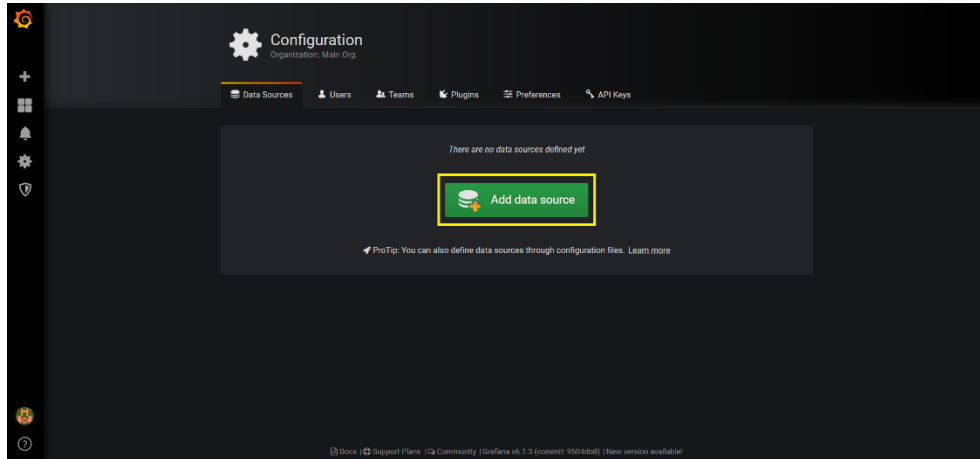 Configuration
Organization: Main Org.
Data Sources Users Teams Plugins Preferences API Keys
There are no data sources defined yet
Add data source
ProTip: You can also define data sources through configuration files. Learn more
Docs | Support Plans | Community | Grafana v6.1.3 (commit: 9504db8) | New version available!